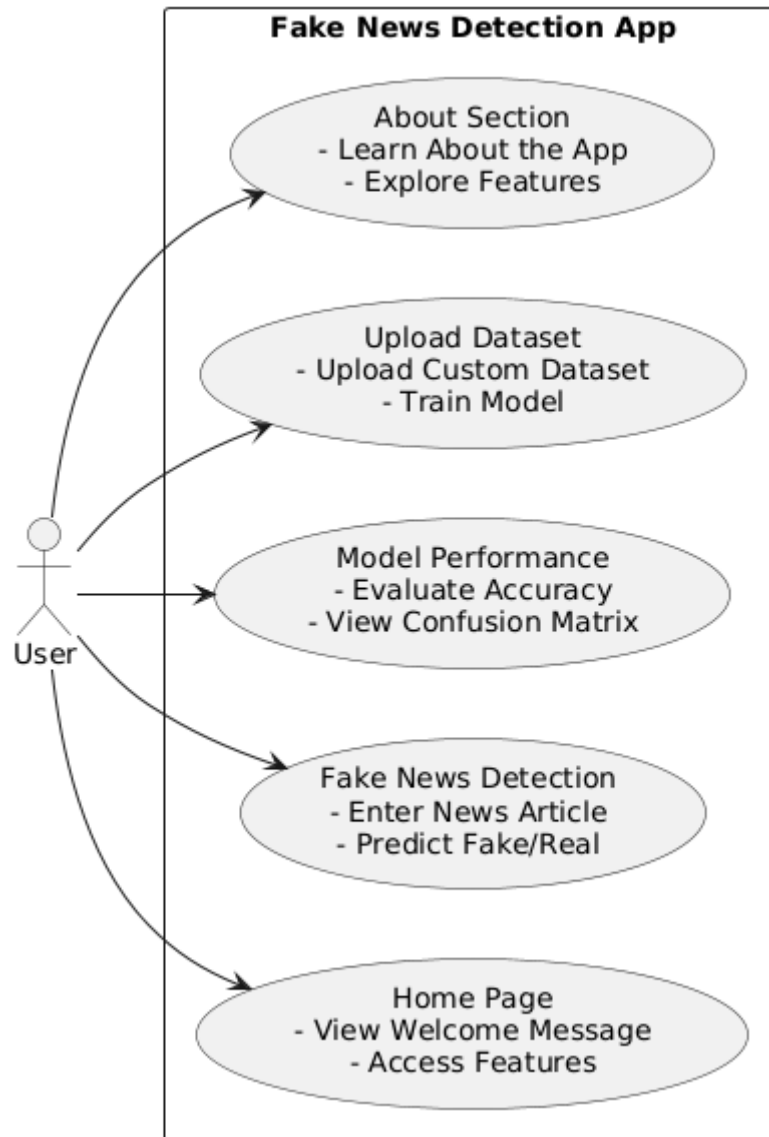 Fake News Detection App
About Section
- Learn About the App
- Explore Features
Upload Dataset
- Upload Custom Dataset
- Train Model
Model Performance
- Evaluate Accuracy
- View Confusion Matrix
User
Fake News Detection
- Enter News Article
- Predict Fake/Real
Home Page
- View Welcome Message
- Access Features